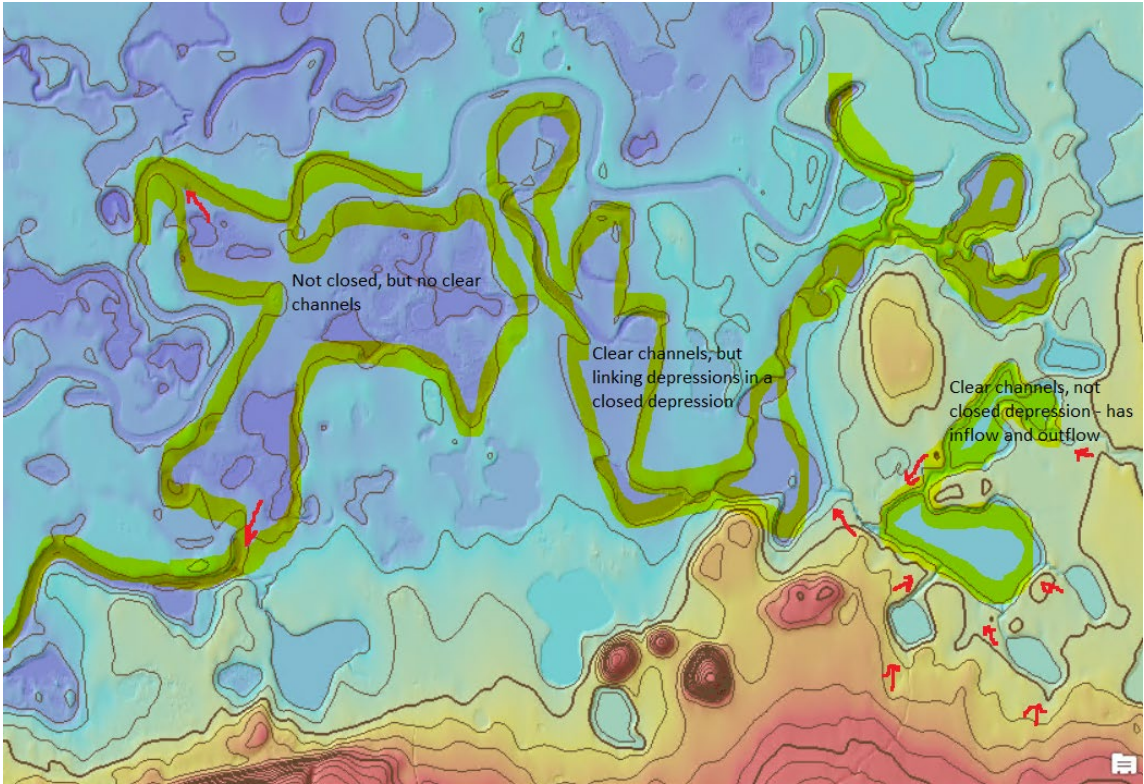 Not closed, but no clear
channels
Clear channels, but
linking depressions in a
closed depression
Clear channels, not
closed depression - has
inflow and outflow